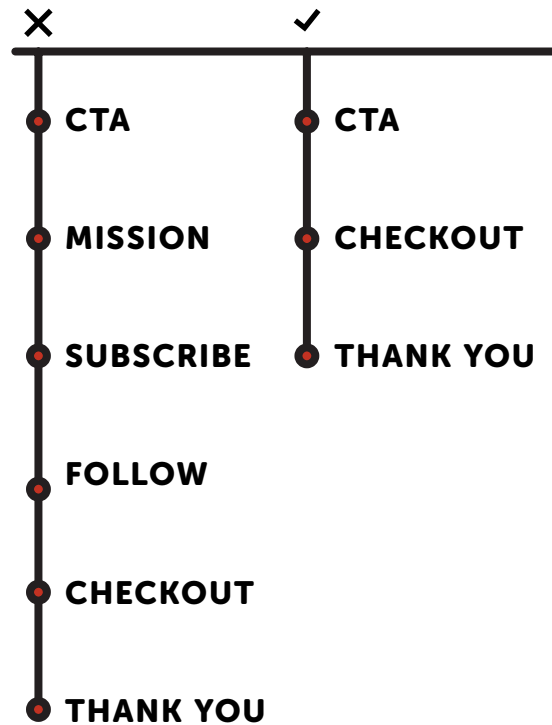 CTA
MISSION
SUBSCRIBE
FOLLOW
CHECKOUT
THANK YOU
CTA
CHECKOUT
THANK YOU